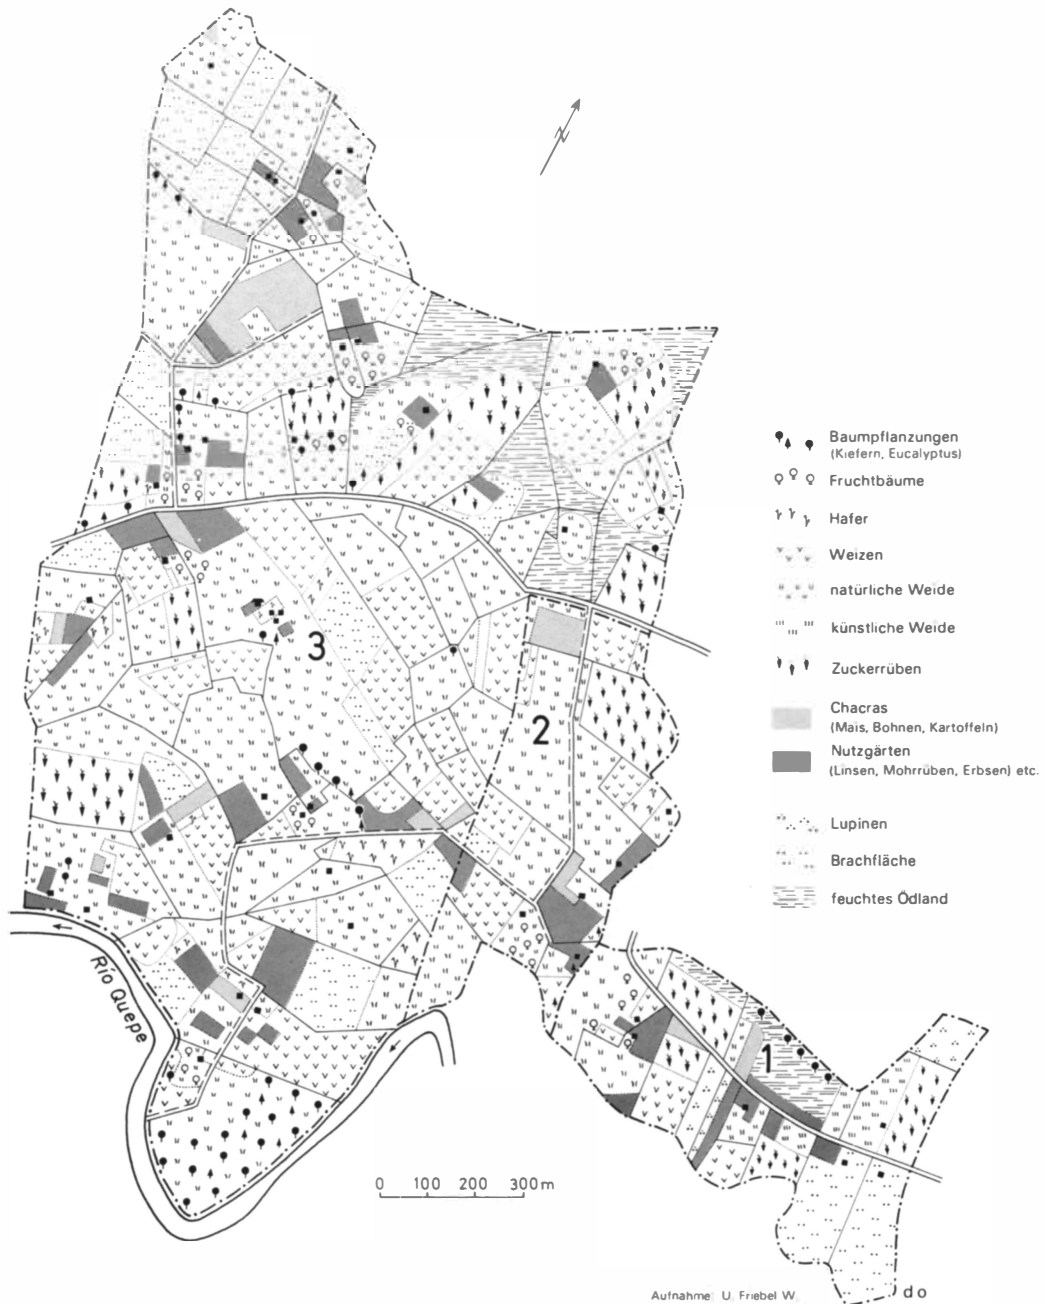 N
Baumpflanzungen
(Kiefern, Eucalyptus)
Fruchtbäume
Hafer
Weizen
natürliche Weide
künstliche Weide
Zuckerrüben
Chacras
(Mais, Bohnen, Kartoffeln)
Nutzgärten
(Linsen, Mohrrüben, Erbsen) etc.
Lupinen
Brachfläche
feuchtes Ödland
3
2
1
Río Quepe
0 100 200 300m
Aufnahme U. Friebel W.
do